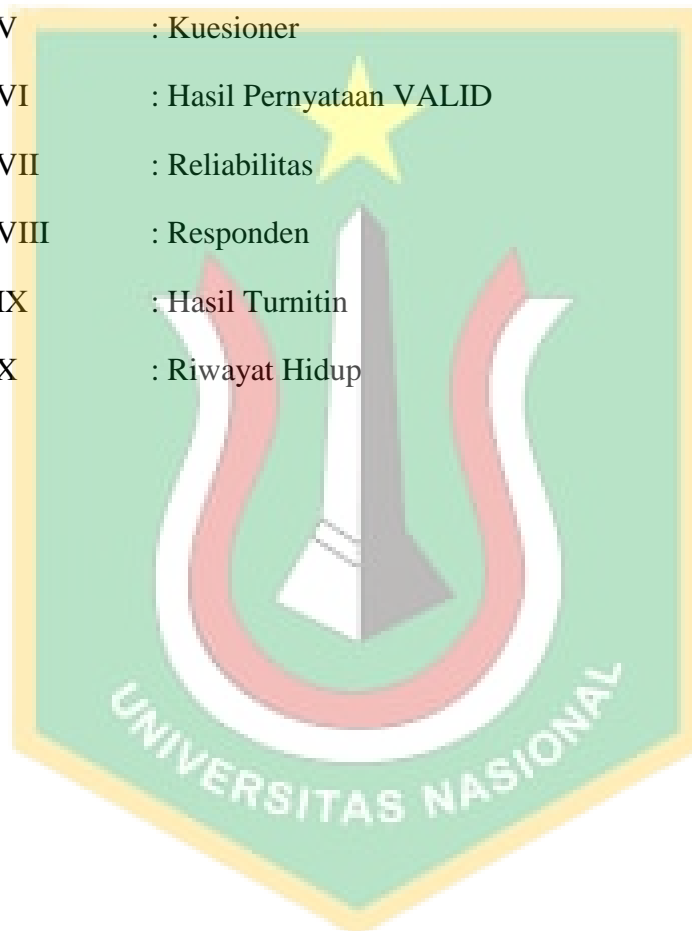 V : Kuesioner
VI : Hasil Pernyataan VALID
VII : Reliabilitas
VIII : Responden
IX : Hasil Turnitin
X : Riwayat Hidup
UNIVERSITAS NASIONAL